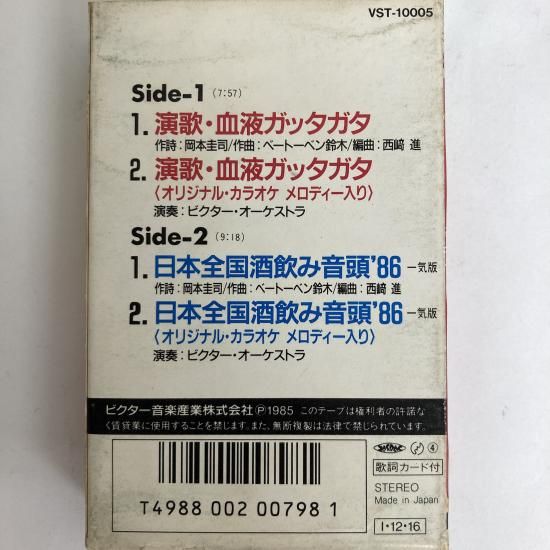 VST-10005
Side-1 (7:57)
1. 演歌・血液ガッタガタ
作詩:岡本圭司/作曲:ベートーベン鈴木/編曲:西﨑 進
2. 演歌・血液ガッタガタ
〈オリジナル・カラオケ メロディー入り〉
演奏:ビクター・オーケストラ
Side-2 (9:18)
1. 日本全国酒飲み音頭'86 一気版
作詩:岡本圭司/作曲:ベートーベン鈴木/編曲:西﨑 進
2. 日本全国酒飲み音頭'86 一気版
〈オリジナル・カラオケ メロディー入り〉
演奏:ビクター・オーケストラ
ビクター音楽産業株式会社 Ⓟ1985 このテープは権利者の許諾な
く賃貸業に使用することを禁じます。また、無断複製は法律で禁じられています。
④
歌詞カード付
STEREO
Made in Japan
T4988 002 00798 1
I・12・16